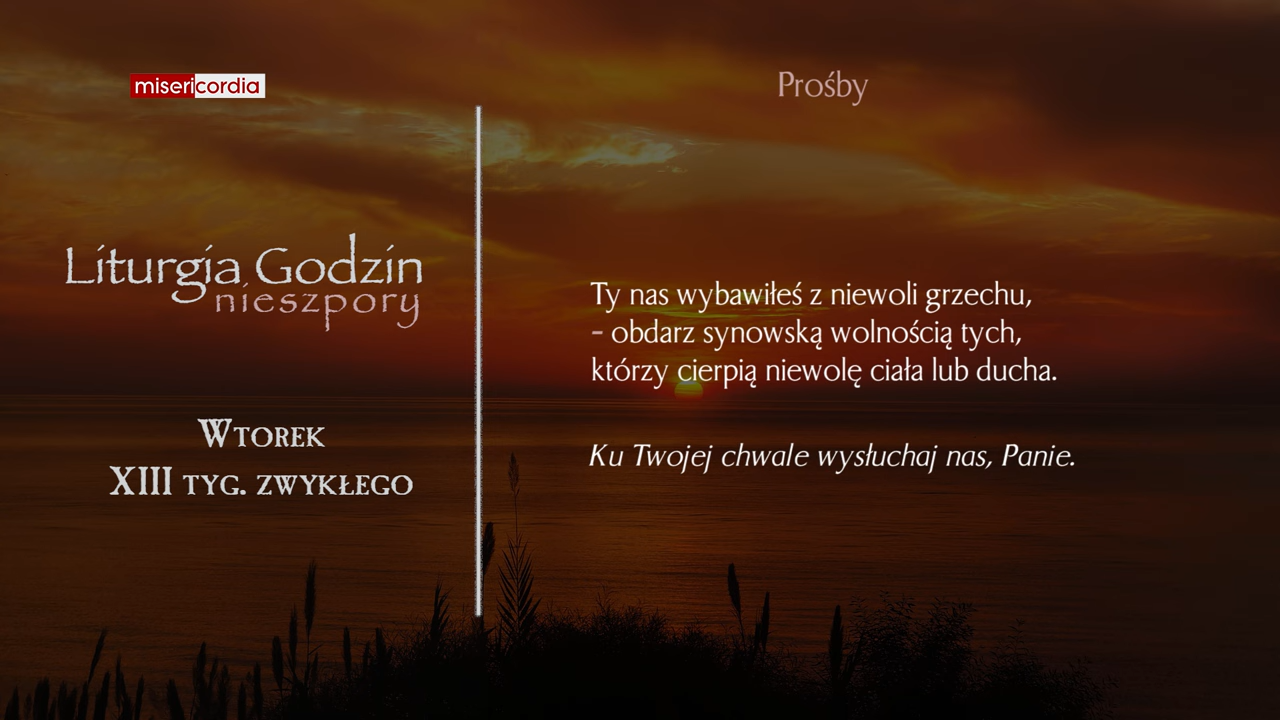 misericordia
Liturgia Godzin
nieszpory
Wtorek
XIII tyg. zwykłego
Prośby
Ty nas wybawiłeś z niewoli grzechu,
- obdarz synowską wolnością tych,
którzy cierpią niewolę ciała lub ducha.
Ku Twojej chwale wysłuchaj nas, Panie.